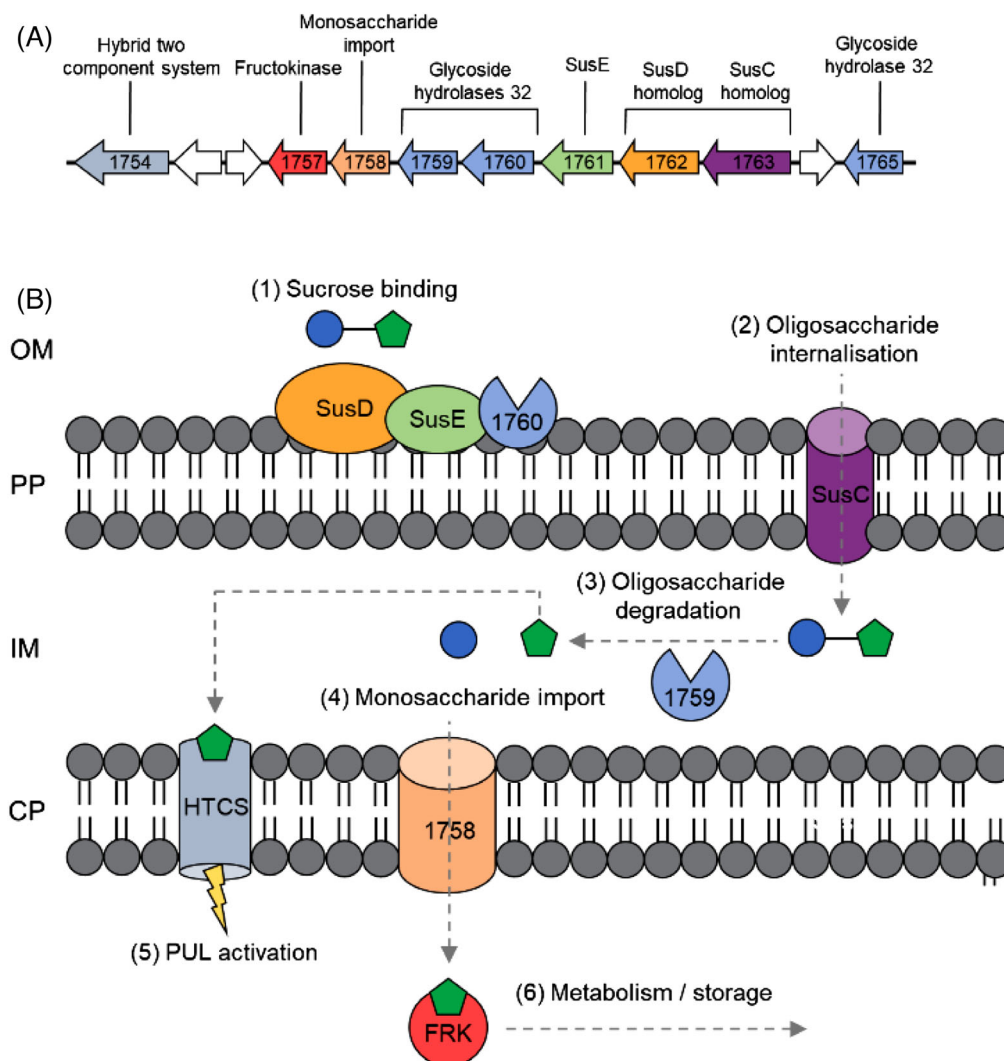 (A)
Hybrid two
component system
Fructokinase
Monosaccharide
import
Glycoside
hydrolases 32
SusE
SusD
homolog
SusC
homolog
Glycoside
hydrolase 32
1754
1757
1758
1759
1760
1761
1762
1763
1765
(B)
(1) Sucrose binding
OM
(2) Oligosaccharide
internalisation
SusD
SusE
1760
PP
SusC
(3) Oligosaccharide
degradation
IM
1759
(4) Monosaccharide import
HTCS
CP
1758
(5) PUL activation
(6) Metabolism / storage
FRK